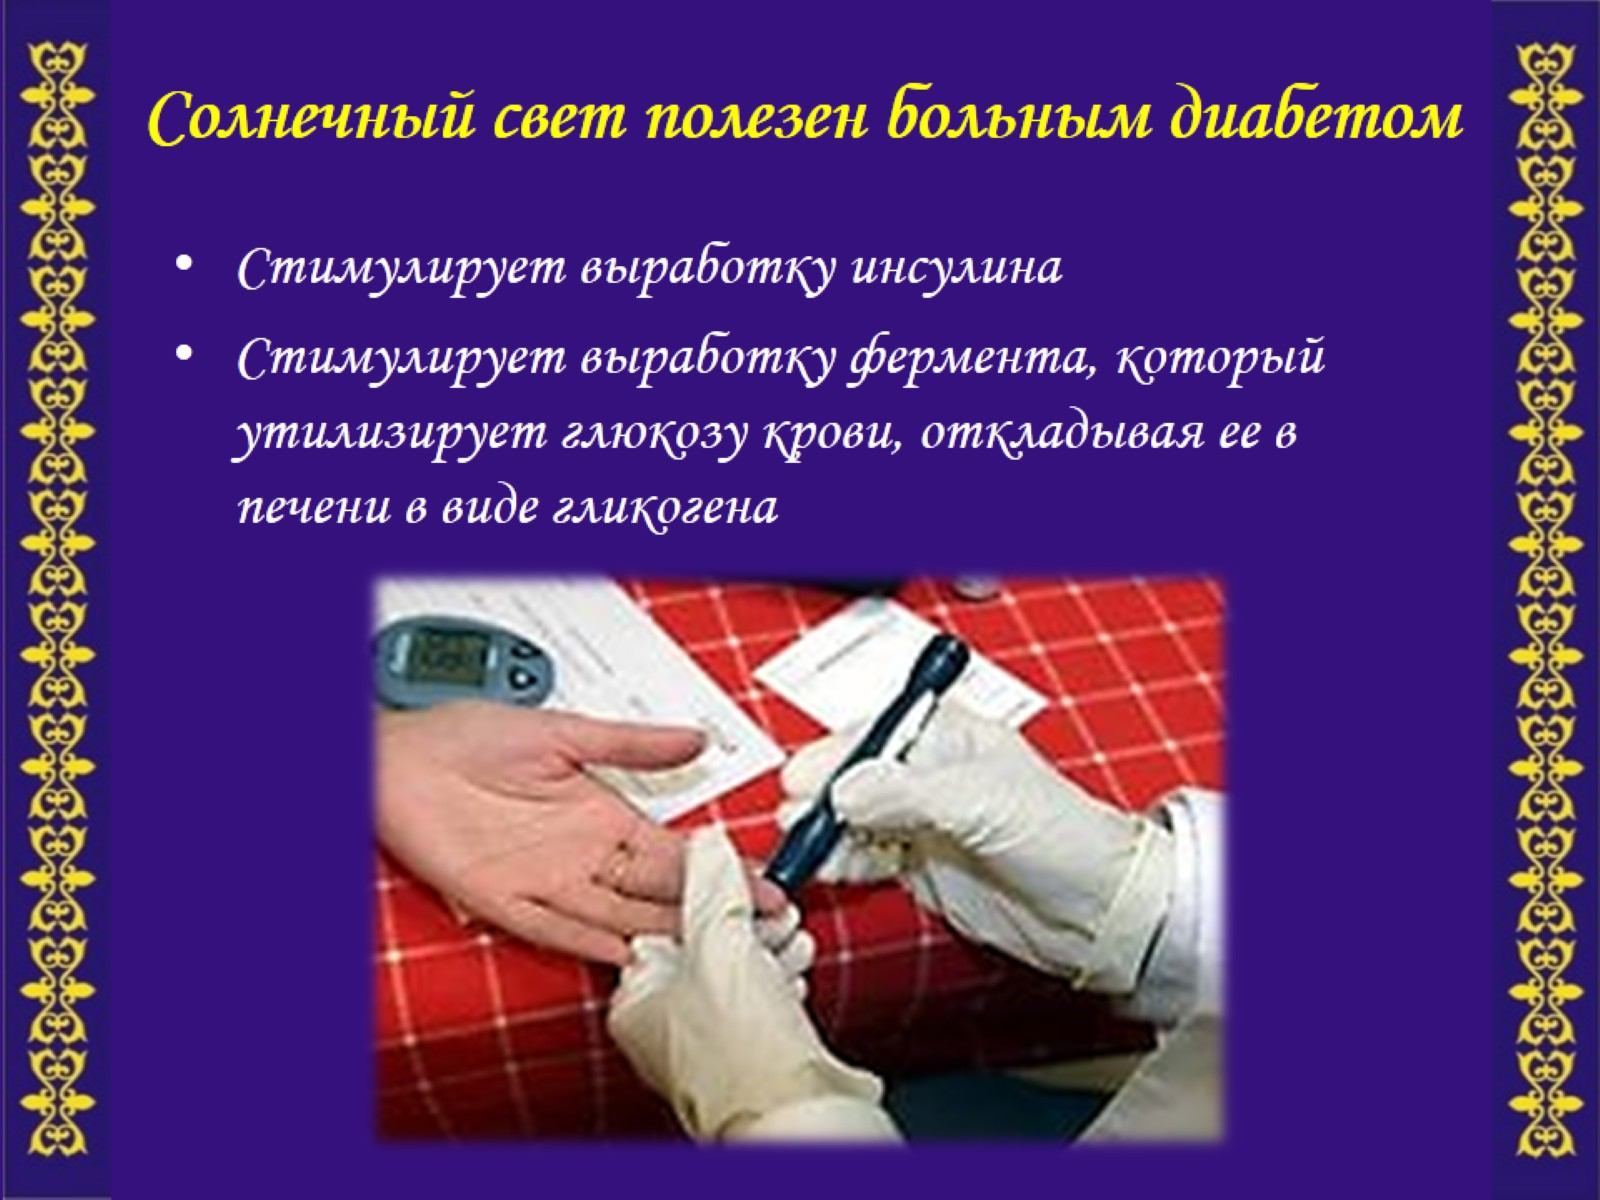 Солнечный свет полезен больным диабетом
• Стимулирует выработку инсулина
• Стимулирует выработку фермента, который
утилизирует глюкозу крови, откладывая ее в
печени в виде гликогена